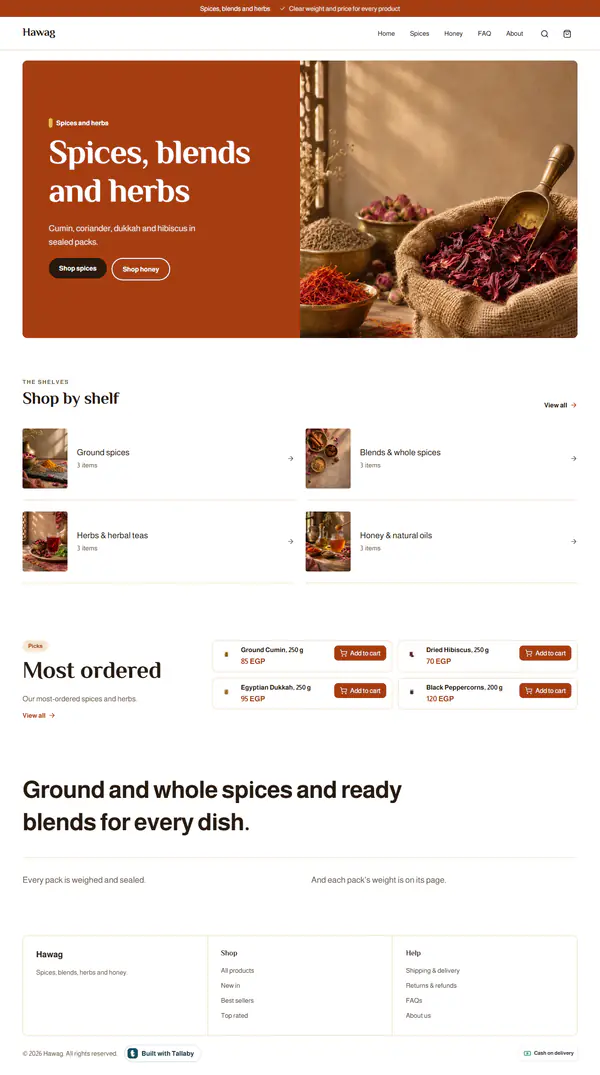 Spices, blends and herbs
Clear weight and price for every product
Hawag
Home
Spices
Honey
FAQ
About
Spices and herbs
Spices, blends
and herbs
Cumin, coriander, dukkah and hibiscus in
sealed packs.
Shop spices
Shop honey
THE SHELVES
Shop by shelf
View all
Ground spices
3 items
Blends & whole spices
3 items
Herbs & herbal teas
3 items
Honey & natural oils
3 items
Picks
Most ordered
Our most-ordered spices and herbs.
View all
Ground Cumin, 250 g
85 EGP
Add to cart
Dried Hibiscus, 250 g
70 EGP
Add to cart
Egyptian Dukkah, 250 g
95 EGP
Add to cart
Black Peppercorns, 200 g
120 EGP
Add to cart
Ground and whole spices and ready
blends for every dish.
Every pack is weighed and sealed.
And each pack's weight is on its page.
Hawag
Spices, blends, herbs and honey.
Shop
All products
New in
Best sellers
Top rated
Help
Shipping & delivery
Returns & refunds
FAQs
About us
© 2026 Hawag. All rights reserved.
t
Built with Tallaby
Cash on delivery